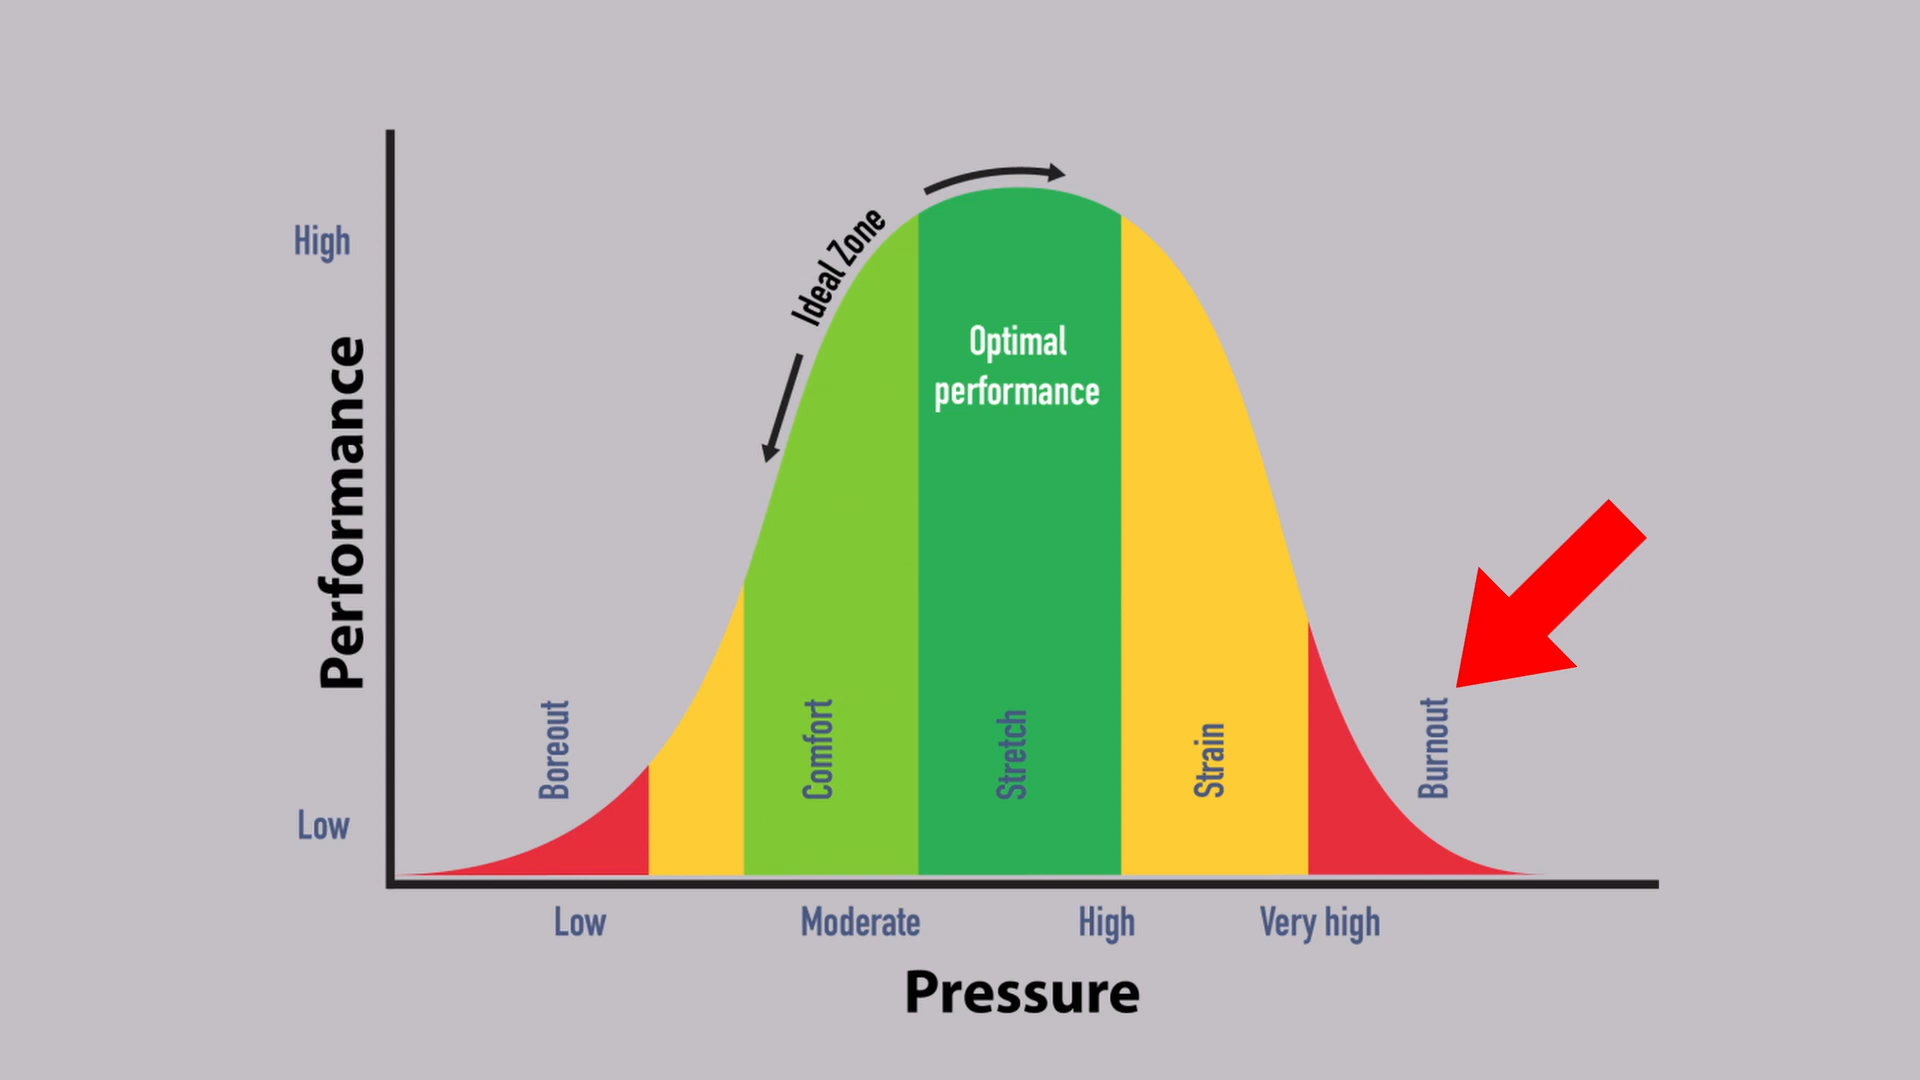 Ideal Zone
High
Optimal
performance
Performance
Boreout
Comfort
Stretch
Strain
Burnout
Low
Low
Moderate
High
Very high
Pressure